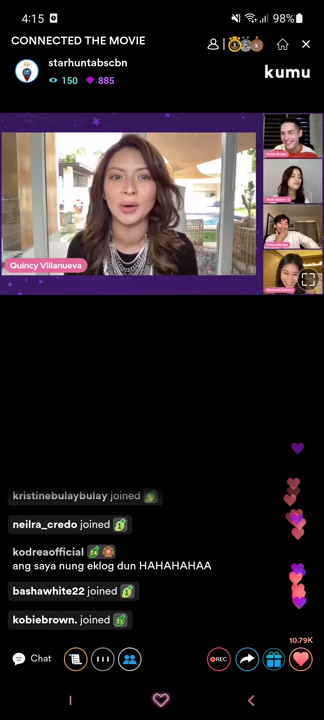 4:15
98%
CONNECTED THE MOVIE
starhuntabscbn
150
885
kumu
Quincy Villanueva
kristinebulaybulay joined
neilra_credo joined
kodreaofficial
ang saya nung eklog dun HAHAHAHAA
bashawhite22 joined
kobiebrown. joined
10.79K
Chat
REC